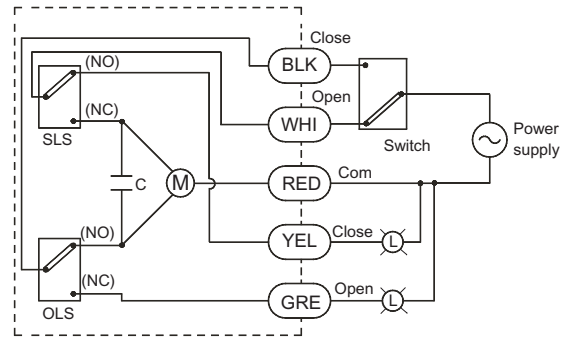 Close
(NO)
BLK
Open
(NC)
WHI
SLS
Switch
Power
supply
C
M
RED
Com
(NO)
YEL
Close
L
(NC)
GRE
Open
L
OLS